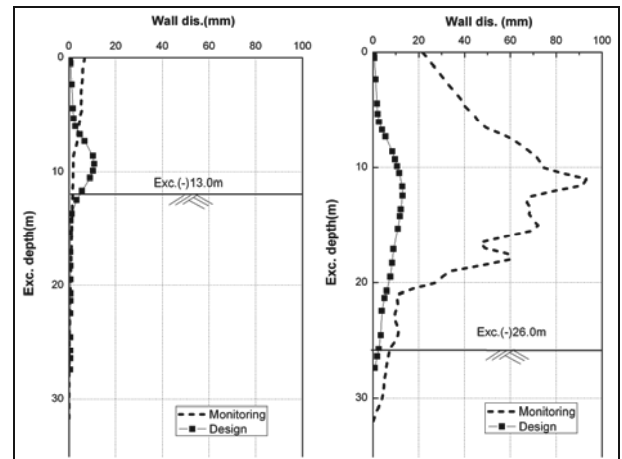 Wall dis.(mm)
0 20 40 60 80 100
0
10
20
30
Exc. depth(m)
Exc.(-)13.0m
Monitoring
Design
Wall dis. (mm)
0 20 40 60 80 100
0
10
20
30
Exc. depth(m)
Exc.(-)26.0m
Monitoring
Design